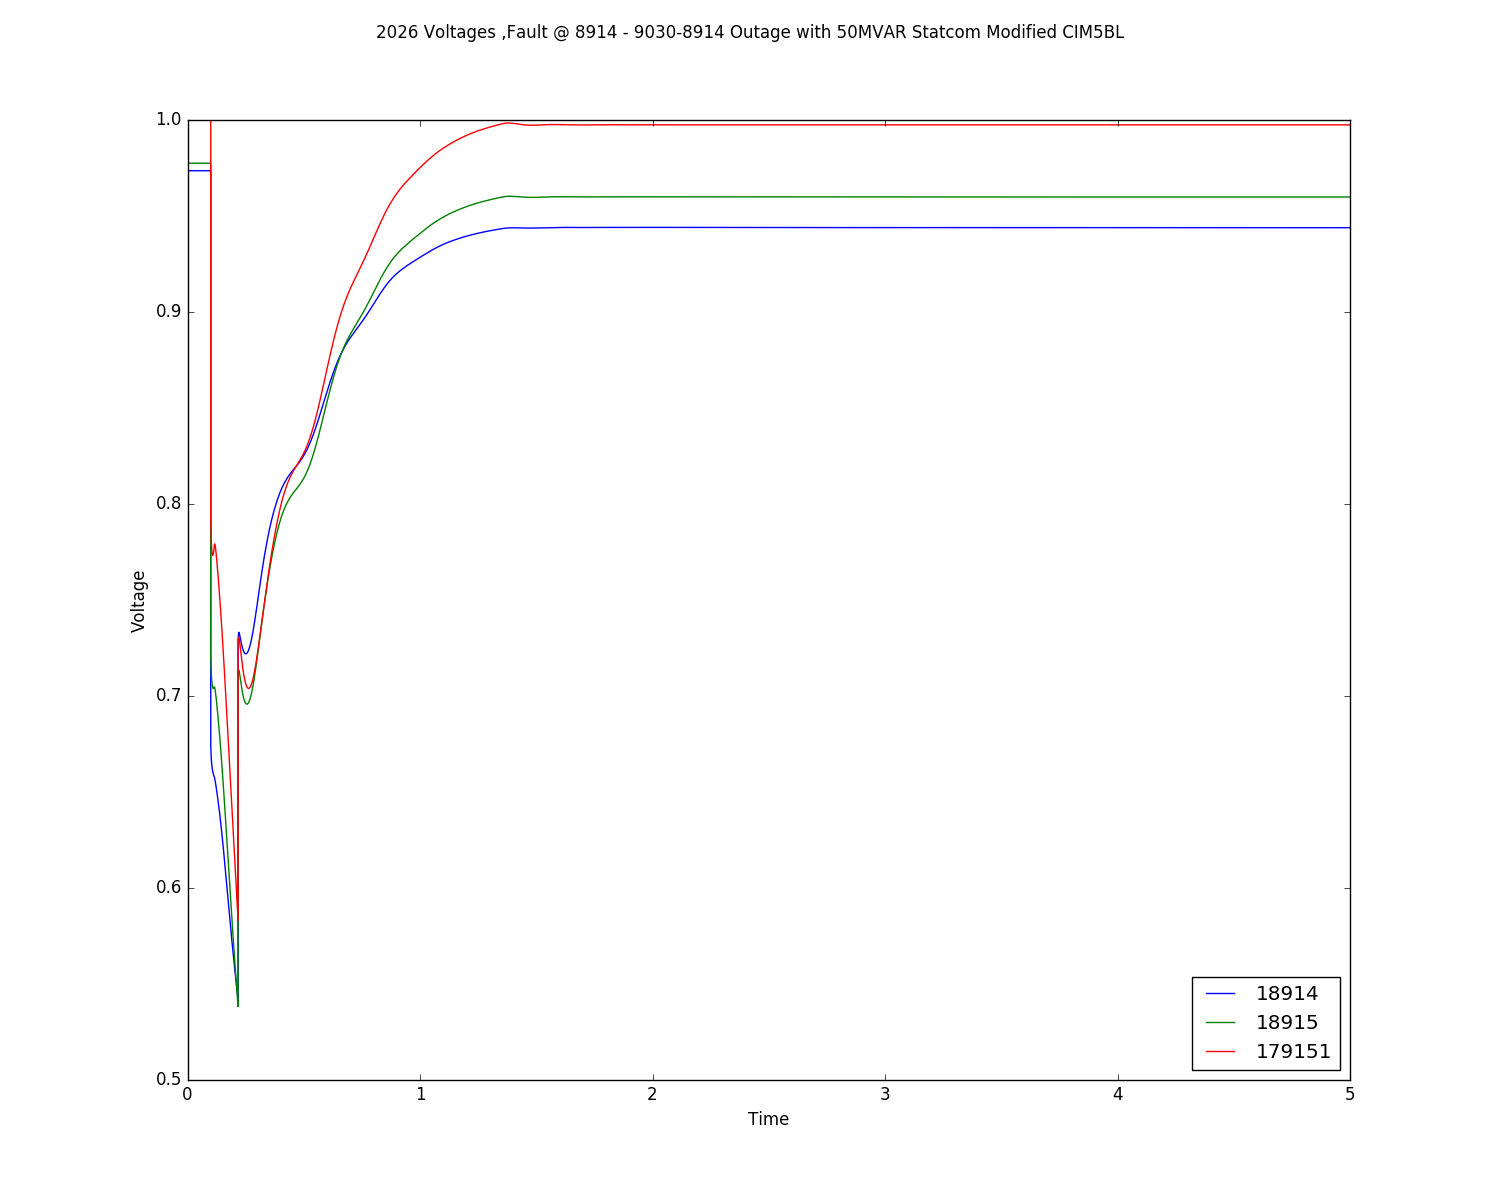 2026 Voltages ,Fault @ 8914 - 9030-8914 Outage with 50MVAR Statcom Modified CIM5BL
1.0
0.9
0.8
0.7
0.6
0.5
Voltage
0 1 2 3 4 5
Time
18914
18915
179151